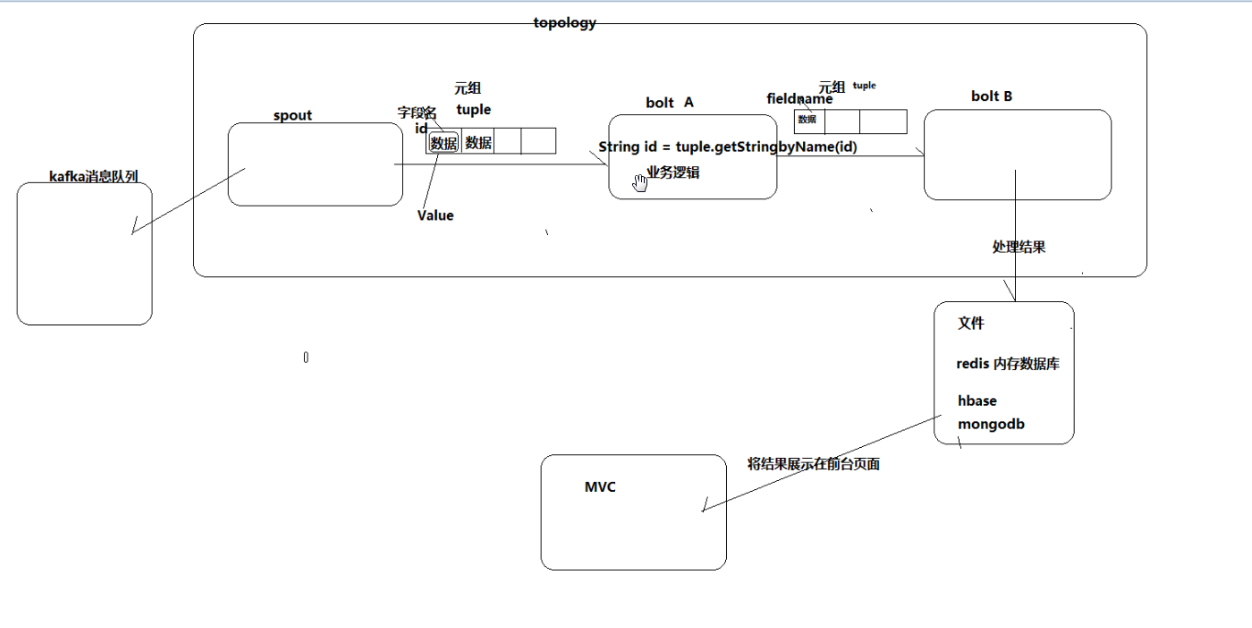 topology
元组
tuple
字段名
id
数据
数据
Value
spout
kafka消息队列
bolt A
String id = tuple.getStringbyName(id)
业务逻辑
元组 tuple
fieldname
数据
bolt B
处理结果
文件
redis 内存数据库
hbase
mongodb
将结果展示在前台页面
MVC